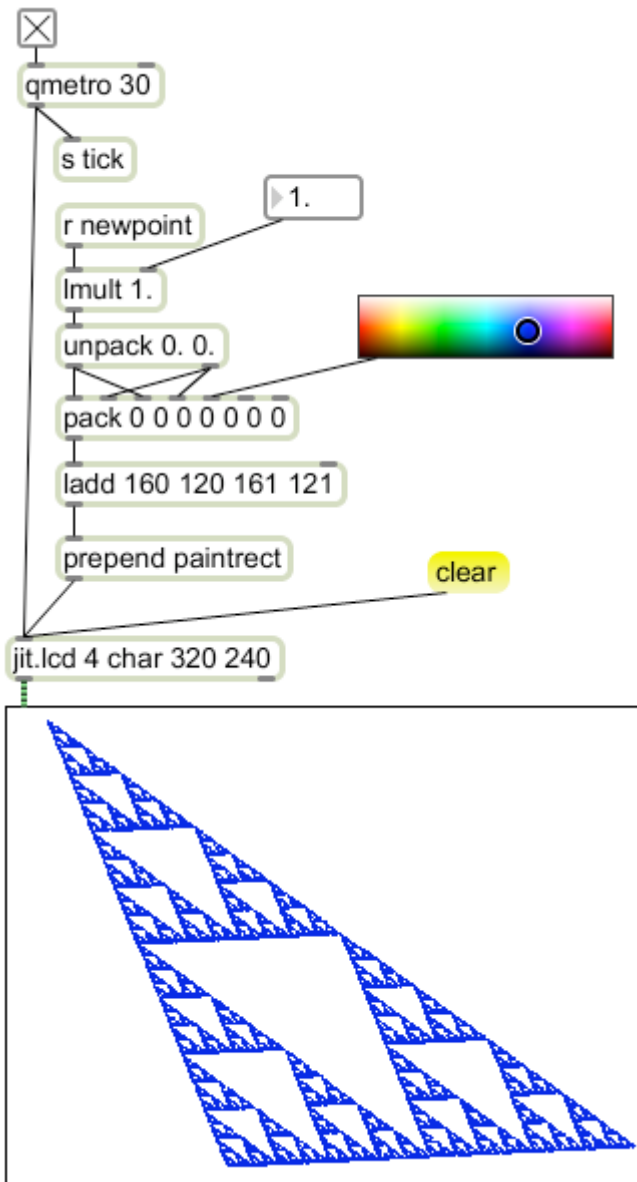 qmetro 30
s tick
1.
r newpoint
lmult 1.
unpack 0. 0.
pack 0 0 0 0 0 0 0
ladd 160 120 161 121
prepend paintrect
clear
jit.lcd 4 char 320 240